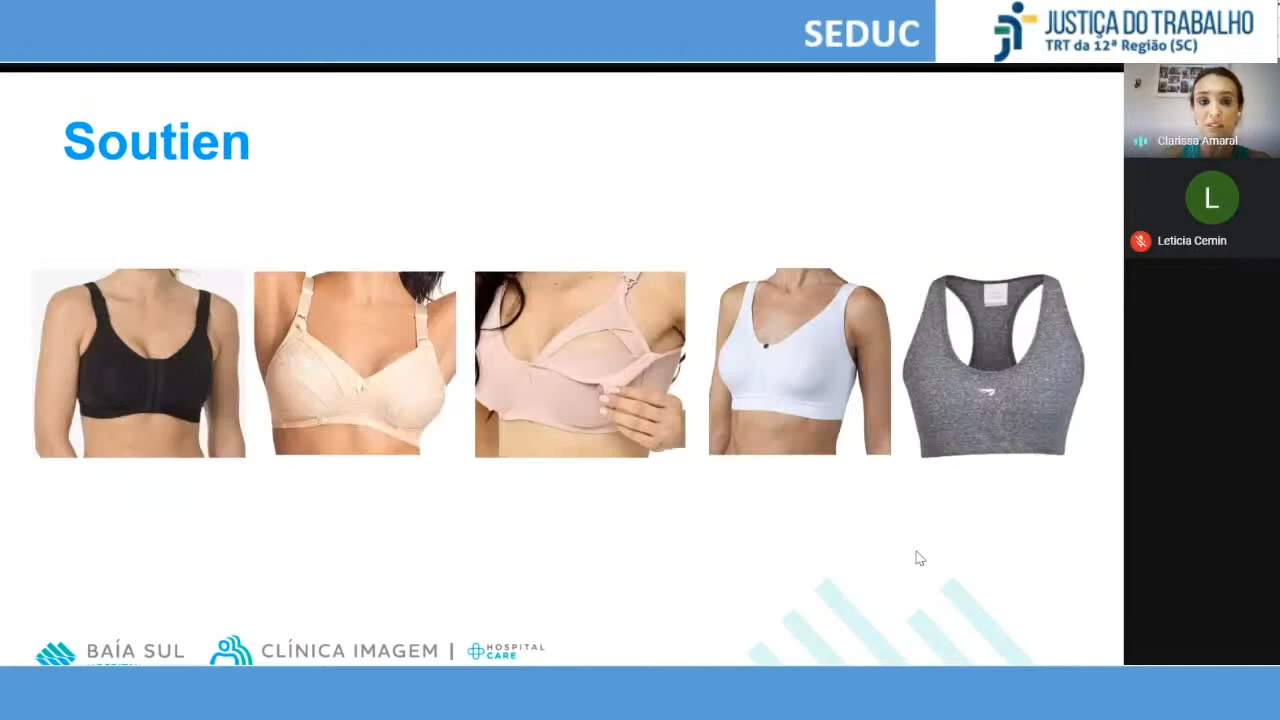 SEDUC
JUSTIÇA DO TRABALHO
TRT da 12ª Região (SC)
Soutien
Clarissa Amaral
L
Leticia Cemin
BAÍA SUL
CLÍNICA IMAGEM |
HOSPITAL
CARE